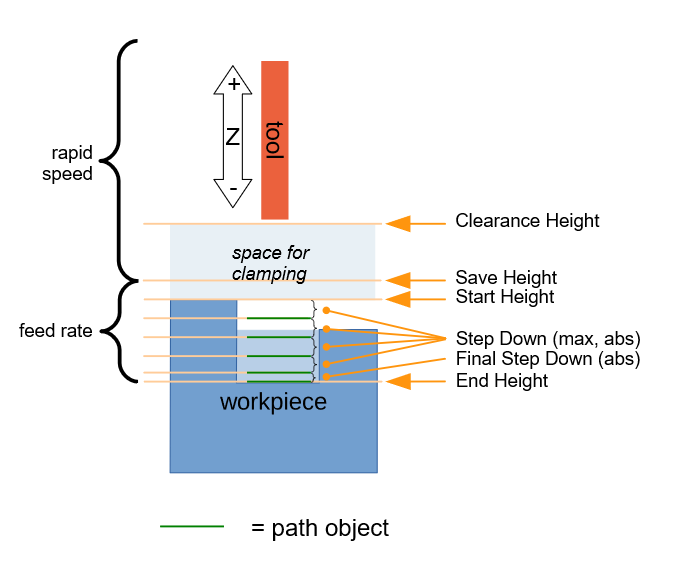 +
Z
-
tool
rapid
speed
Clearance Height
space for
clamping
Save Height
Start Height
feed rate
Step Down (max, abs)
Final Step Down (abs)
End Height
workpiece
= path object